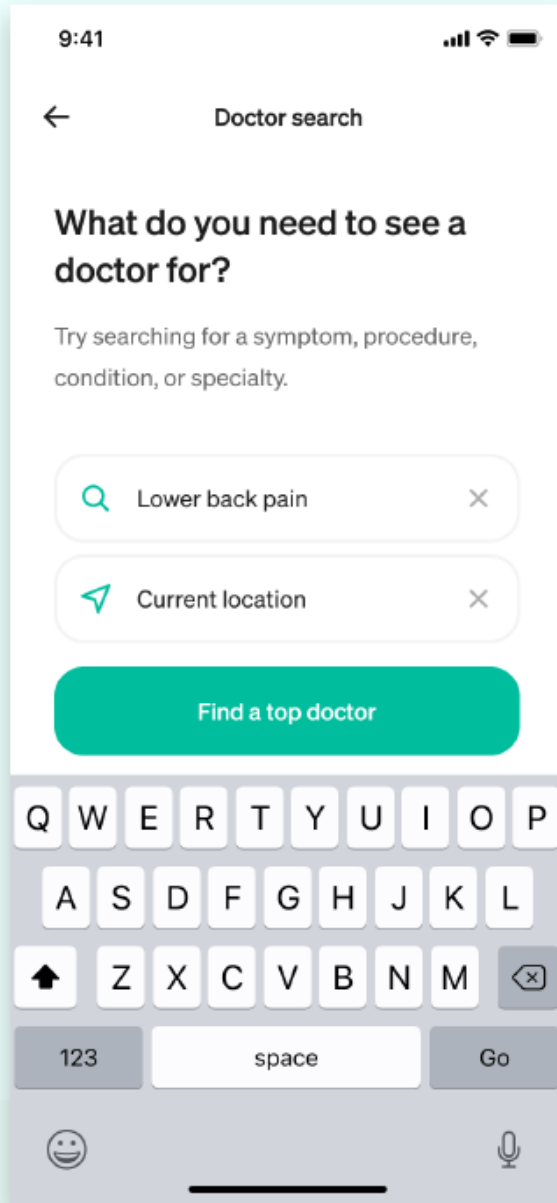 9:41
Doctor search
What do you need to see a
doctor for?
Try searching for a symptom, procedure,
condition, or specialty.
Lower back pain
Current location
Find a top doctor
Q W E R T Y U I O P
A S D F G H J K L
Z X C V B N M
123 space Go